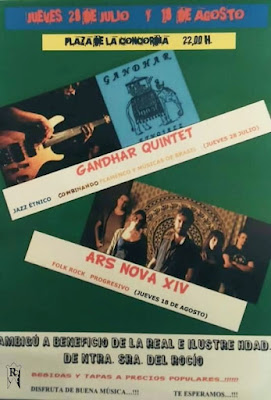 JUEVES 28 DE JULIO Y 18 DE AGOSTO
PLAZA DE LA CONCORDIA 22,00 H.
GANDHAR
GANDHAR QUINTET
JAZZ ÉTNICO COMBINANDO FLAMENCO Y MÚSICAS DE BRASIL (JUEVES 28 JULIO)
ARS NOVA XIV
FOLK ROCK PROGRESIVO (JUEVES 18 DE AGOSTO)
AMBIGÚ A BENEFICIO DE LA REAL E ILUSTRE HDAD.
DE NTRA. SRA. DEL ROCÍO
BEBIDAS Y TAPAS A PRECIOS POPULARES..!!!!!
DISFRUTA DE BUENA MÚSICA...!!! TE ESPERAMOS...!!!